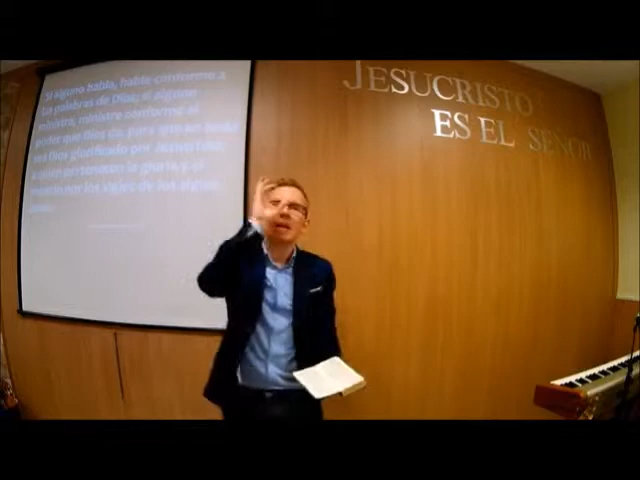 Si alguno habla, hable conforme a
las palabras de Dios; si alguno
ministra, ministre conforme al
poder que Dios da, para que en todo
sea Dios glorificado por Jesucristo,
a quien pertenecen la gloria y el
imperio por los siglos de los siglos.
JESUCRISTO
ES EL SEÑOR